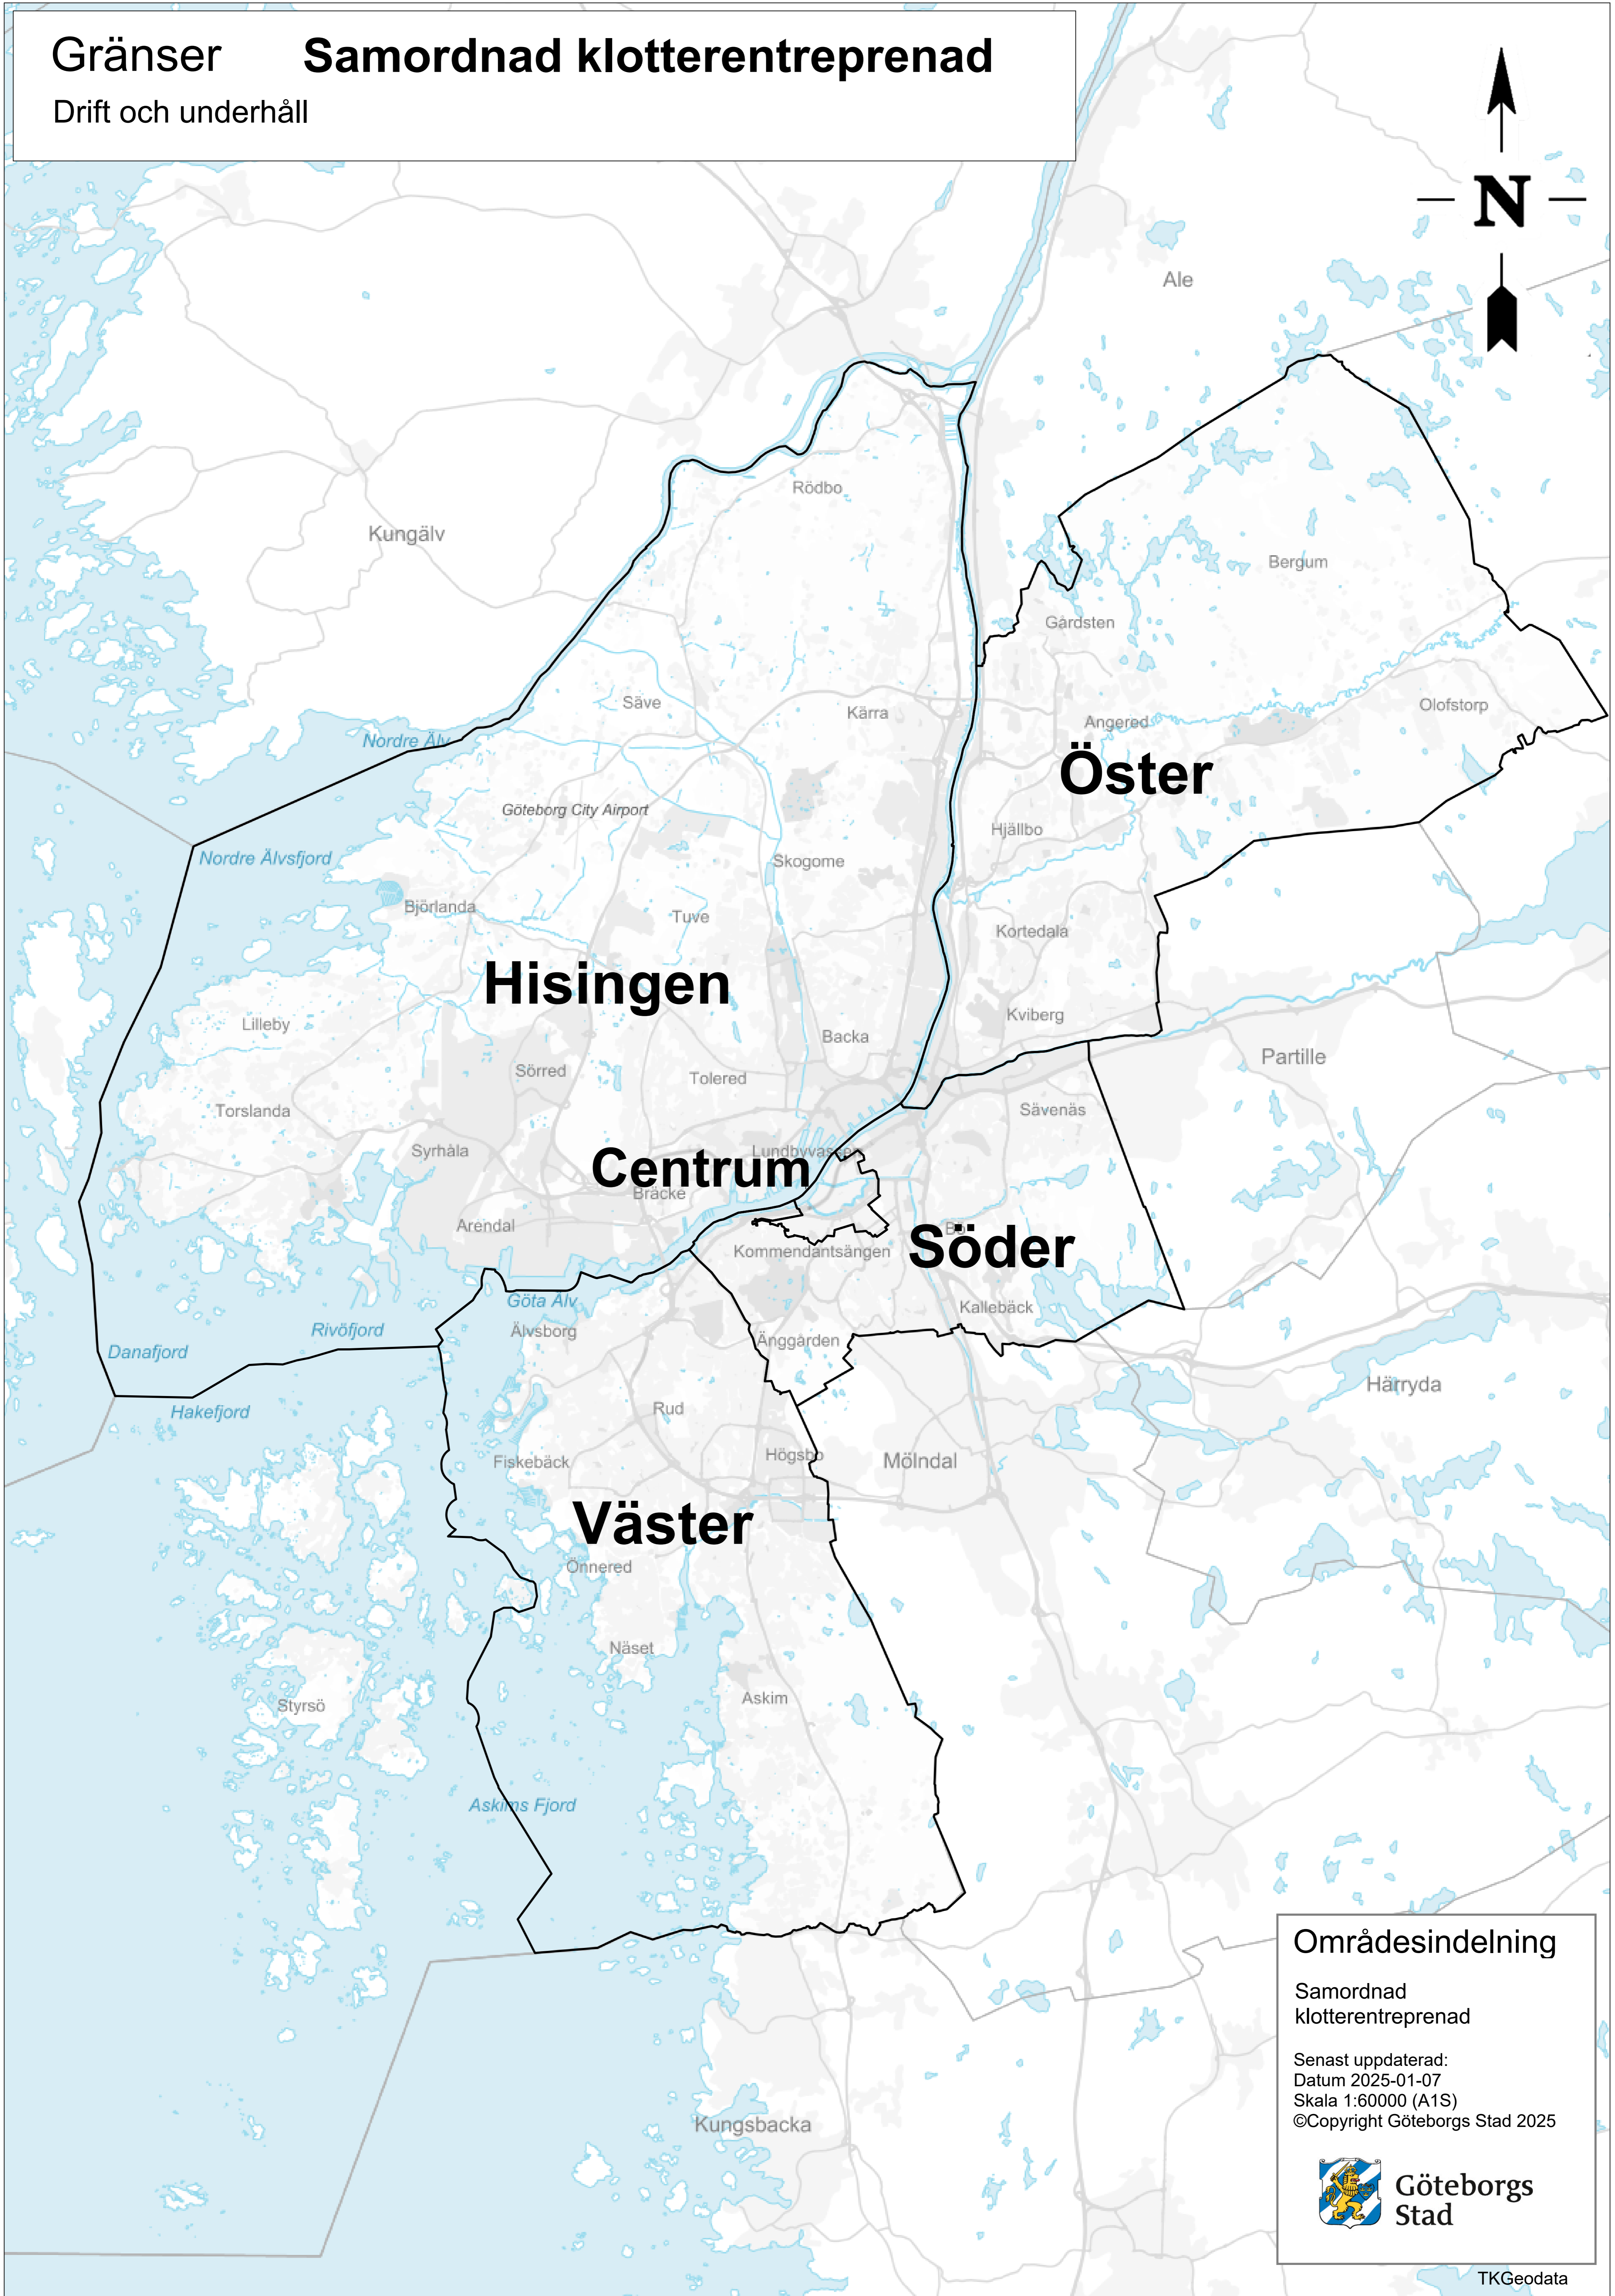 Gränser Samordnad klotterentreprenad
Drift och underhåll
N
Ale
Rödbo
Kungälv
Bergum
Gårdsten
Säve
Kärra
Olofstorp
Angered
Nordre Älv
Öster
Göteborg City Airport
Hjällbo
Nordre Älvsfjord
Skogome
Björlanda
Tuve
Kortedala
Hisingen
Lilleby
Kviberg
Backa
Partille
Sörred
Tolered
Torslanda
Sävenäs
Syrhåla
Lundbyvassen
Centrum
Bräcke
Arendal
Bö
Söder
Kommendantsängen
Göta Älv
Kallebäck
Rivöfjord
Älvsborg
Änggården
Danafjord
Härryda
Hakefjord
Rud
Högsbo
Fiskebäck
Mölndal
Väster
Önnered
Näset
Askim
Styrsö
Askims Fjord
Områdesindelning
Samordnad
klotterentreprenad
Senast uppdaterad:
Datum 2025-01-07
Skala 1:60000 (A1S)
©Copyright Göteborgs Stad 2025
Göteborgs
Stad
Kungsbacka
TKGeodata